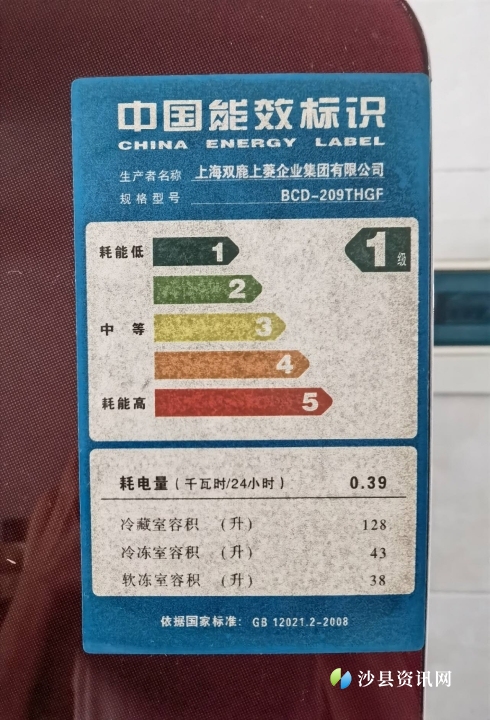 中国能效标识
CHINA ENERGY LABEL
生产者名称 上海双鹿上菱企业集团有限公司
规格型号 BCD-209THGF
耗能低 1 1级
2
中等 3
4
耗能高 5
耗电量(千瓦时/24小时) 0.39
冷藏室容积 (升) 128
冷冻室容积 (升) 43
软冻室容积 (升) 38
依据国家标准: GB 12021.2-2008
沙县资讯网